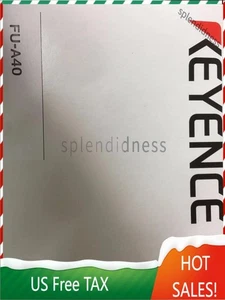 splendidness
FU-A40
KEYENCE
splendidness
US Free TAX
HOT
SALES!